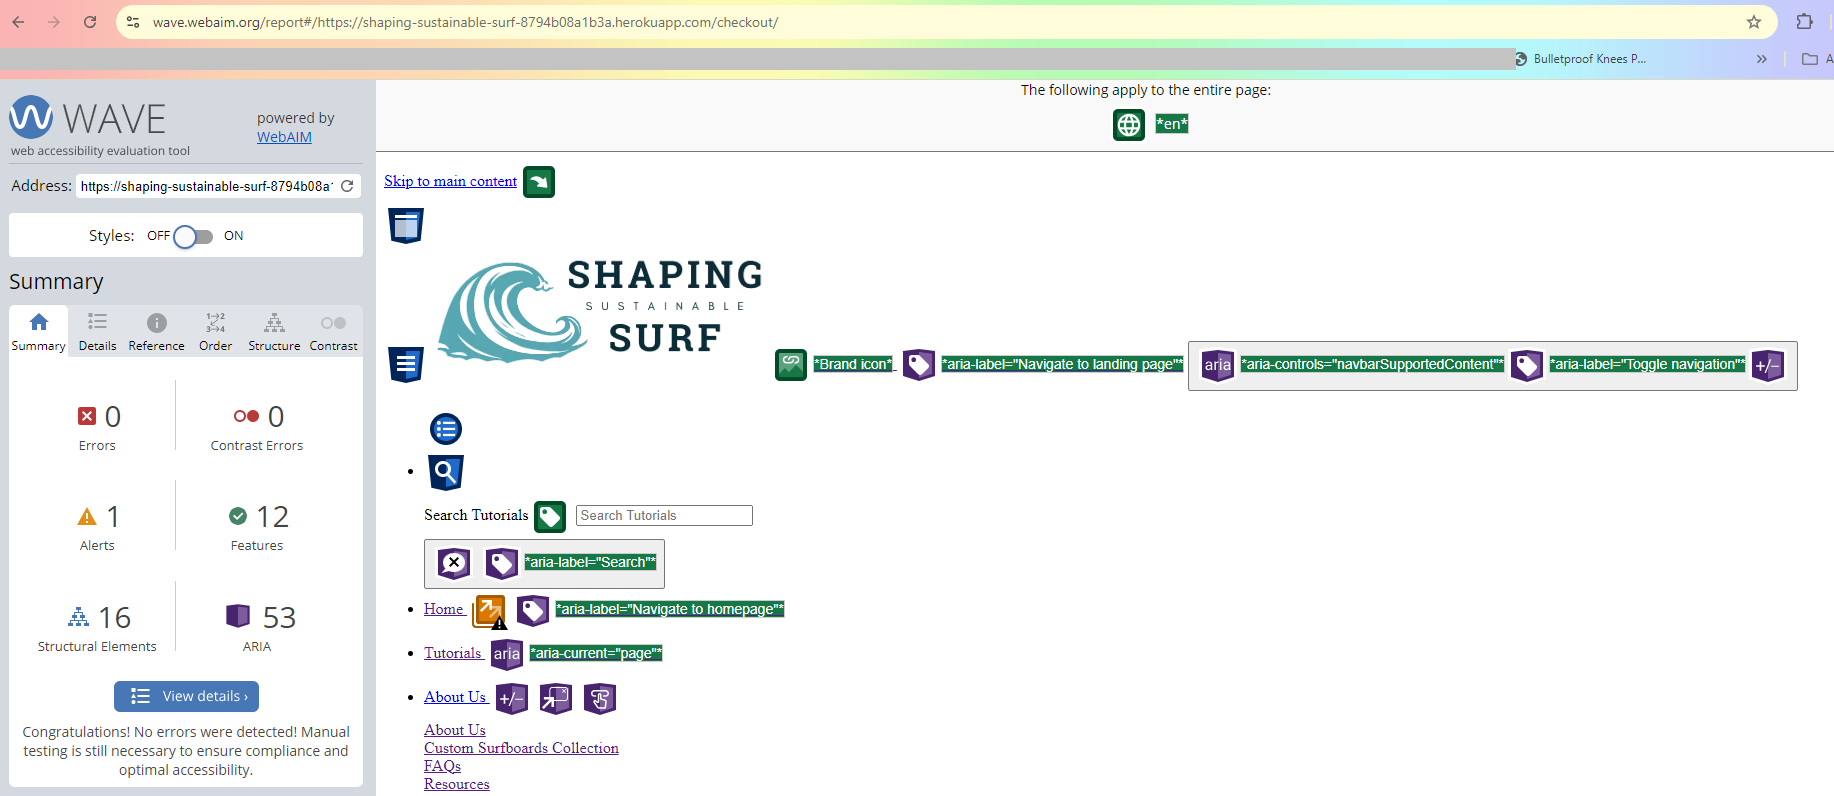 wave.webaim.org/report#/https://shaping-sustainable-surf-8794b08a1b3a.herokuapp.com/checkout/
Bulletproof Knees P...
»
A
WAVE
powered by
WebAIM
web accessibility evaluation tool
Address: https://shaping-sustainable-surf-8794b08a1
Styles: OFF ON
Summary
Summary Details Reference Order Structure Contrast
0 Errors
0 Contrast Errors
1 Alerts
12 Features
16 Structural Elements
53 ARIA
View details ›
Congratulations! No errors were detected! Manual
testing is still necessary to ensure compliance and
optimal accessibility.
The following apply to the entire page:
*en*
Skip to main content
SHAPING
SUSTAINABLE
SURF
*Brand icon* *aria-label="Navigate to landing page"* aria *aria-controls="navbarSupportedContent"* *aria-label="Toggle navigation"* +/−
Search Tutorials Search Tutorials
*aria-label="Search"*
Home *aria-label="Navigate to homepage"*
Tutorials aria *aria-current="page"*
About Us +/−
About Us
Custom Surfboards Collection
FAQs
Resources